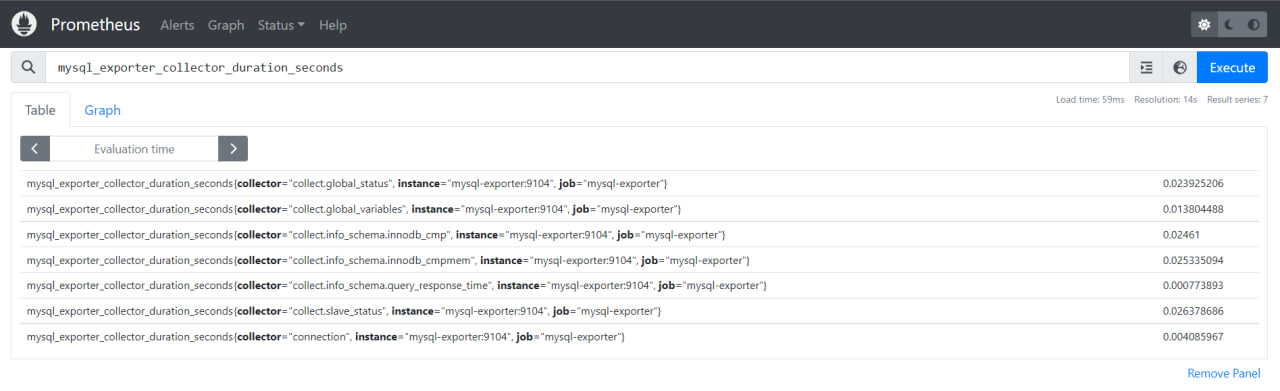 Prometheus Alerts Graph Status Help
mysql_exporter_collector_duration_seconds Execute
Load time: 59ms Resolution: 14s Result series: 7
Table Graph
Evaluation time
mysql_exporter_collector_duration_seconds{collector="collect.global_status", instance="mysql-exporter:9104", job="mysql-exporter"} 0.023925206
mysql_exporter_collector_duration_seconds{collector="collect.global_variables", instance="mysql-exporter:9104", job="mysql-exporter"} 0.013804488
mysql_exporter_collector_duration_seconds{collector="collect.info_schema.innodb_cmp", instance="mysql-exporter:9104", job="mysql-exporter"} 0.02461
mysql_exporter_collector_duration_seconds{collector="collect.info_schema.innodb_cmpmem", instance="mysql-exporter:9104", job="mysql-exporter"} 0.025335094
mysql_exporter_collector_duration_seconds{collector="collect.info_schema.query_response_time", instance="mysql-exporter:9104", job="mysql-exporter"} 0.000773893
mysql_exporter_collector_duration_seconds{collector="collect.slave_status", instance="mysql-exporter:9104", job="mysql-exporter"} 0.026378686
mysql_exporter_collector_duration_seconds{collector="connection", instance="mysql-exporter:9104", job="mysql-exporter"} 0.004085967
Remove Panel